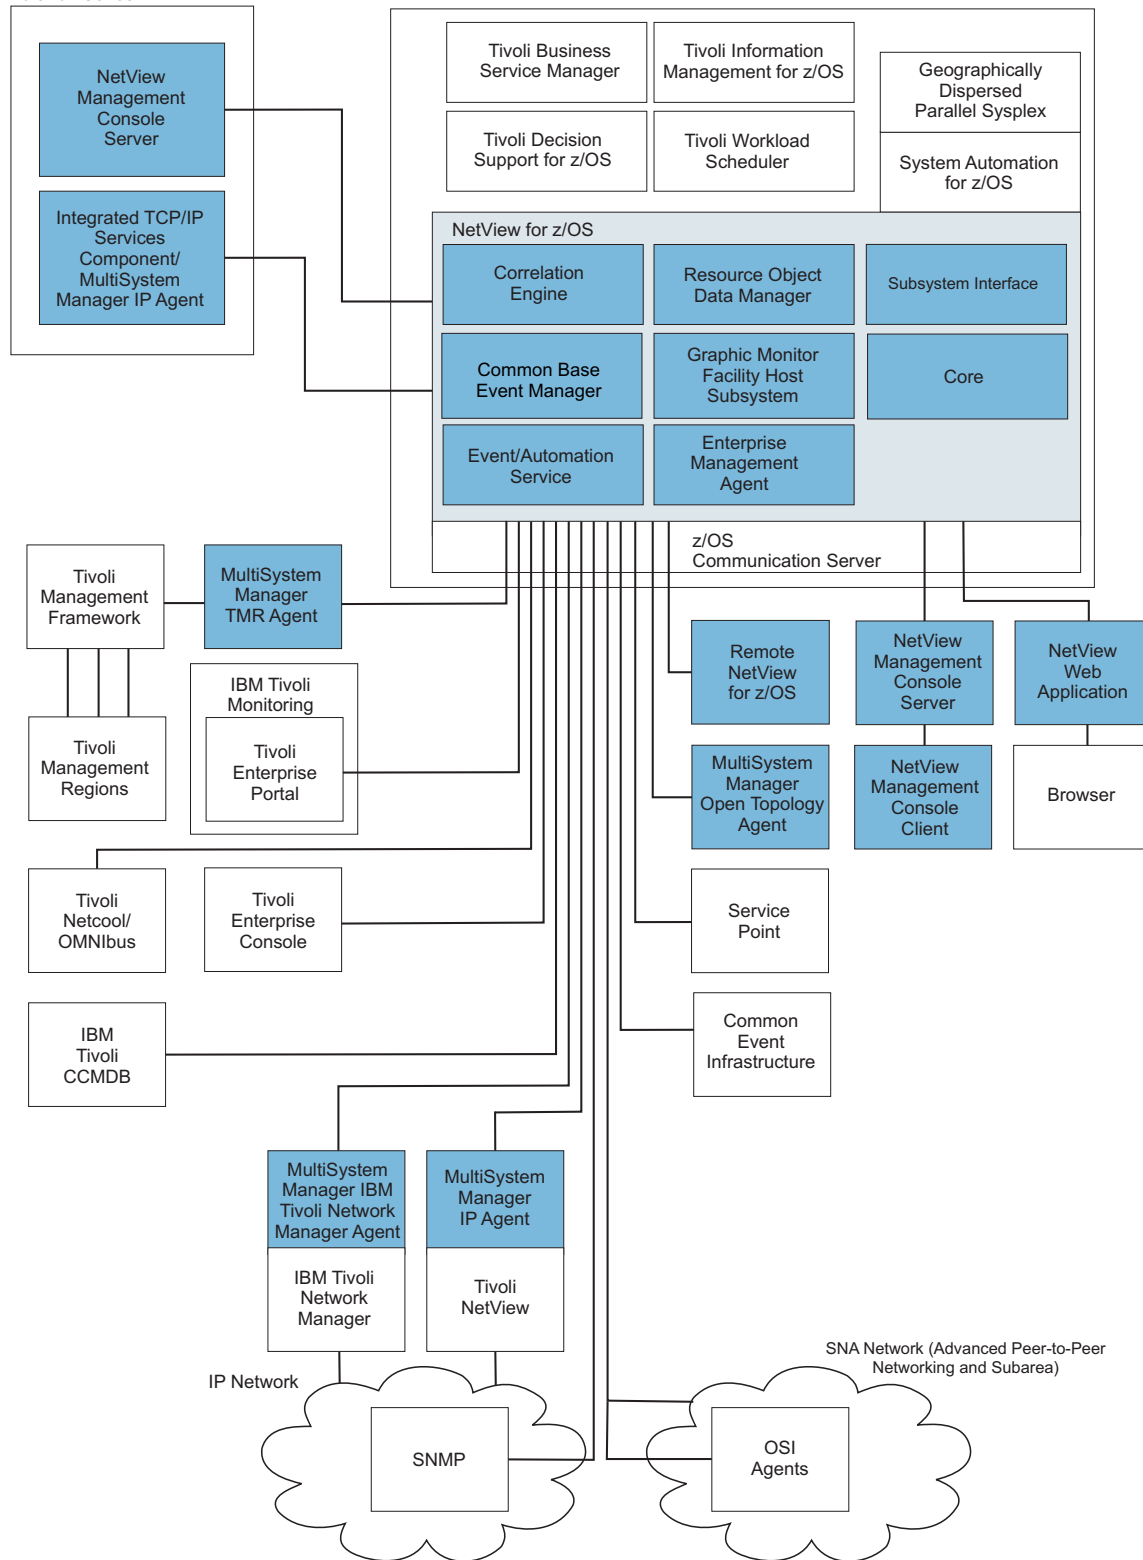 NetView
Management
Console
Server
Integrated TCP/IP
Services
Component/
MultiSystem
Manager IP Agent
Tivoli Business
Service Manager
Tivoli Information
Management for z/OS
Geographically
Dispersed
Parallel Sysplex
Tivoli Decision
Support for z/OS
Tivoli Workload
Scheduler
System Automation
for z/OS
NetView for z/OS
Correlation
Engine
Resource Object
Data Manager
Subsystem Interface
Common Base
Event Manager
Graphic Monitor
Facility Host
Subsystem
Core
Event/Automation
Service
Enterprise
Management
Agent
z/OS
Communication Server
Tivoli
Management
Framework
MultiSystem
Manager
TMR Agent
Remote
NetView
for z/OS
NetView
Management
Console
Server
NetView
Web
Application
IBM Tivoli
Monitoring
Tivoli
Management
Regions
Tivoli
Enterprise
Portal
MultiSystem
Manager
Open Topology
Agent
NetView
Management
Console
Client
Browser
Tivoli
Netcool/
OMNIbus
Tivoli
Enterprise
Console
Service
Point
IBM
Tivoli
CCMDB
Common
Event
Infrastructure
MultiSystem
Manager IBM
Tivoli Network
Manager Agent
MultiSystem
Manager
IP Agent
IBM Tivoli
Network
Manager
Tivoli
NetView
IP Network
SNA Network (Advanced Peer-to-Peer
Networking and Subarea)
SNMP
OSI
Agents